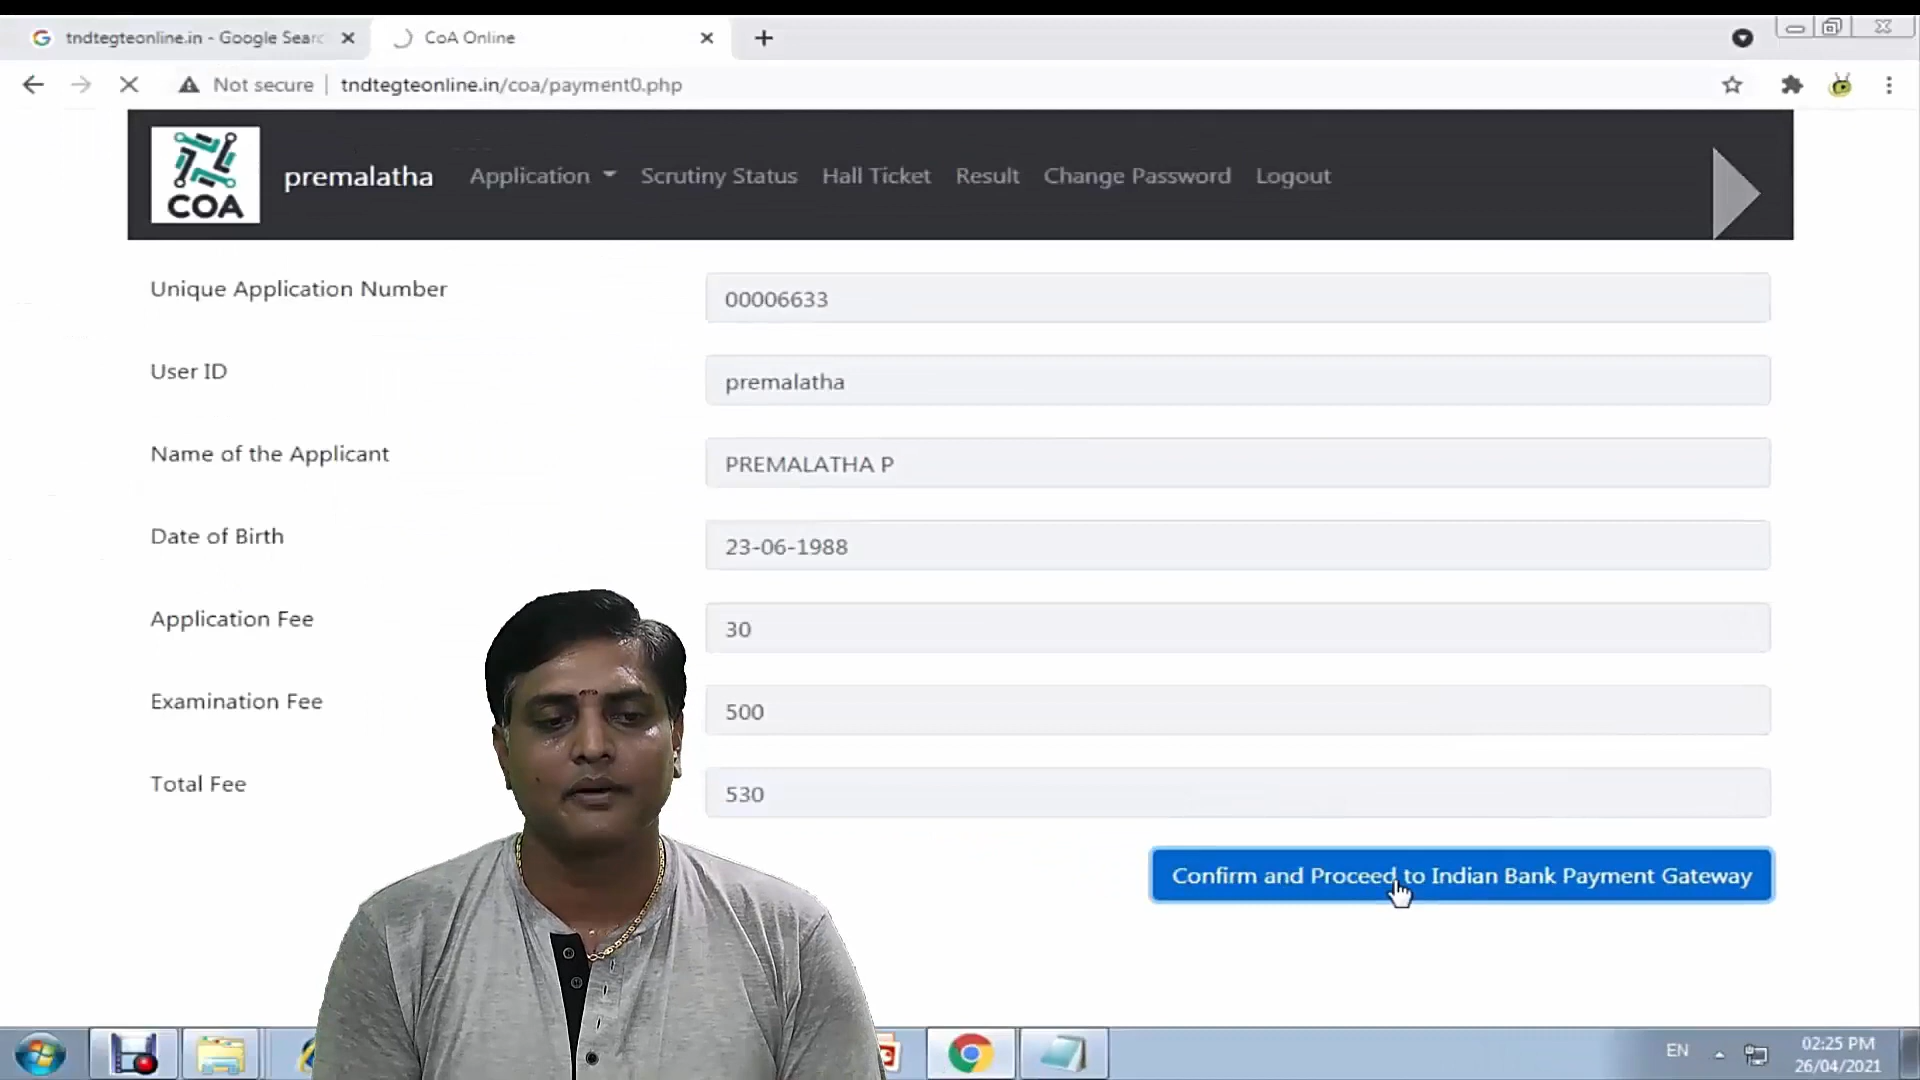 tndtegteonline.in - Google Searc
CoA Online
Not secure
tndtegteonline.in/coa/payment0.php
COA
premalatha
Application
Scrutiny Status
Hall Ticket
Result
Change Password
Logout
Unique Application Number
00006633
User ID
premalatha
Name of the Applicant
PREMALATHA P
Date of Birth
23-06-1988
Application Fee
30
Examination Fee
500
Total Fee
530
Confirm and Proceed to Indian Bank Payment Gateway
EN
02:25 PM
26/04/2021